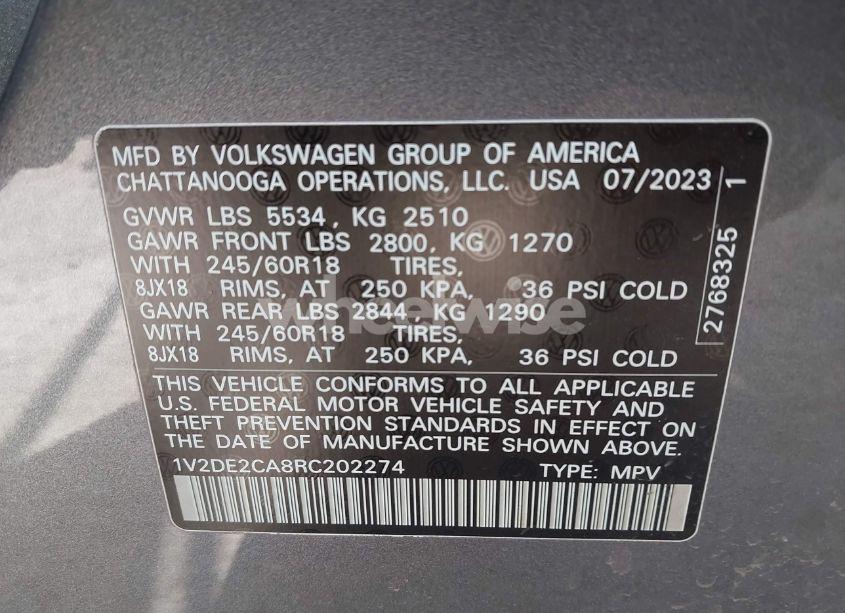 MFD BY VOLKSWAGEN GROUP OF AMERICA
CHATTANOOGA OPERATIONS, LLC. USA 07/2023
GVWR LBS 5534, KG 2510
GAWR FRONT LBS 2800, KG 1270
WITH 245/60R18 TIRES,
8JX18 RIMS, AT 250 KPA, 36 PSI COLD
GAWR REAR LBS 2844, KG 1290
WITH 245/60R18 TIRES,
8JX18 RIMS, AT 250 KPA, 36 PSI COLD
THIS VEHICLE CONFORMS TO ALL APPLICABLE
U.S. FEDERAL MOTOR VEHICLE SAFETY AND
THEFT PREVENTION STANDARDS IN EFFECT ON
THE DATE OF MANUFACTURE SHOWN ABOVE.
1V2DE2CA8RC202274 TYPE: MPV
2768325 1
wheelwise